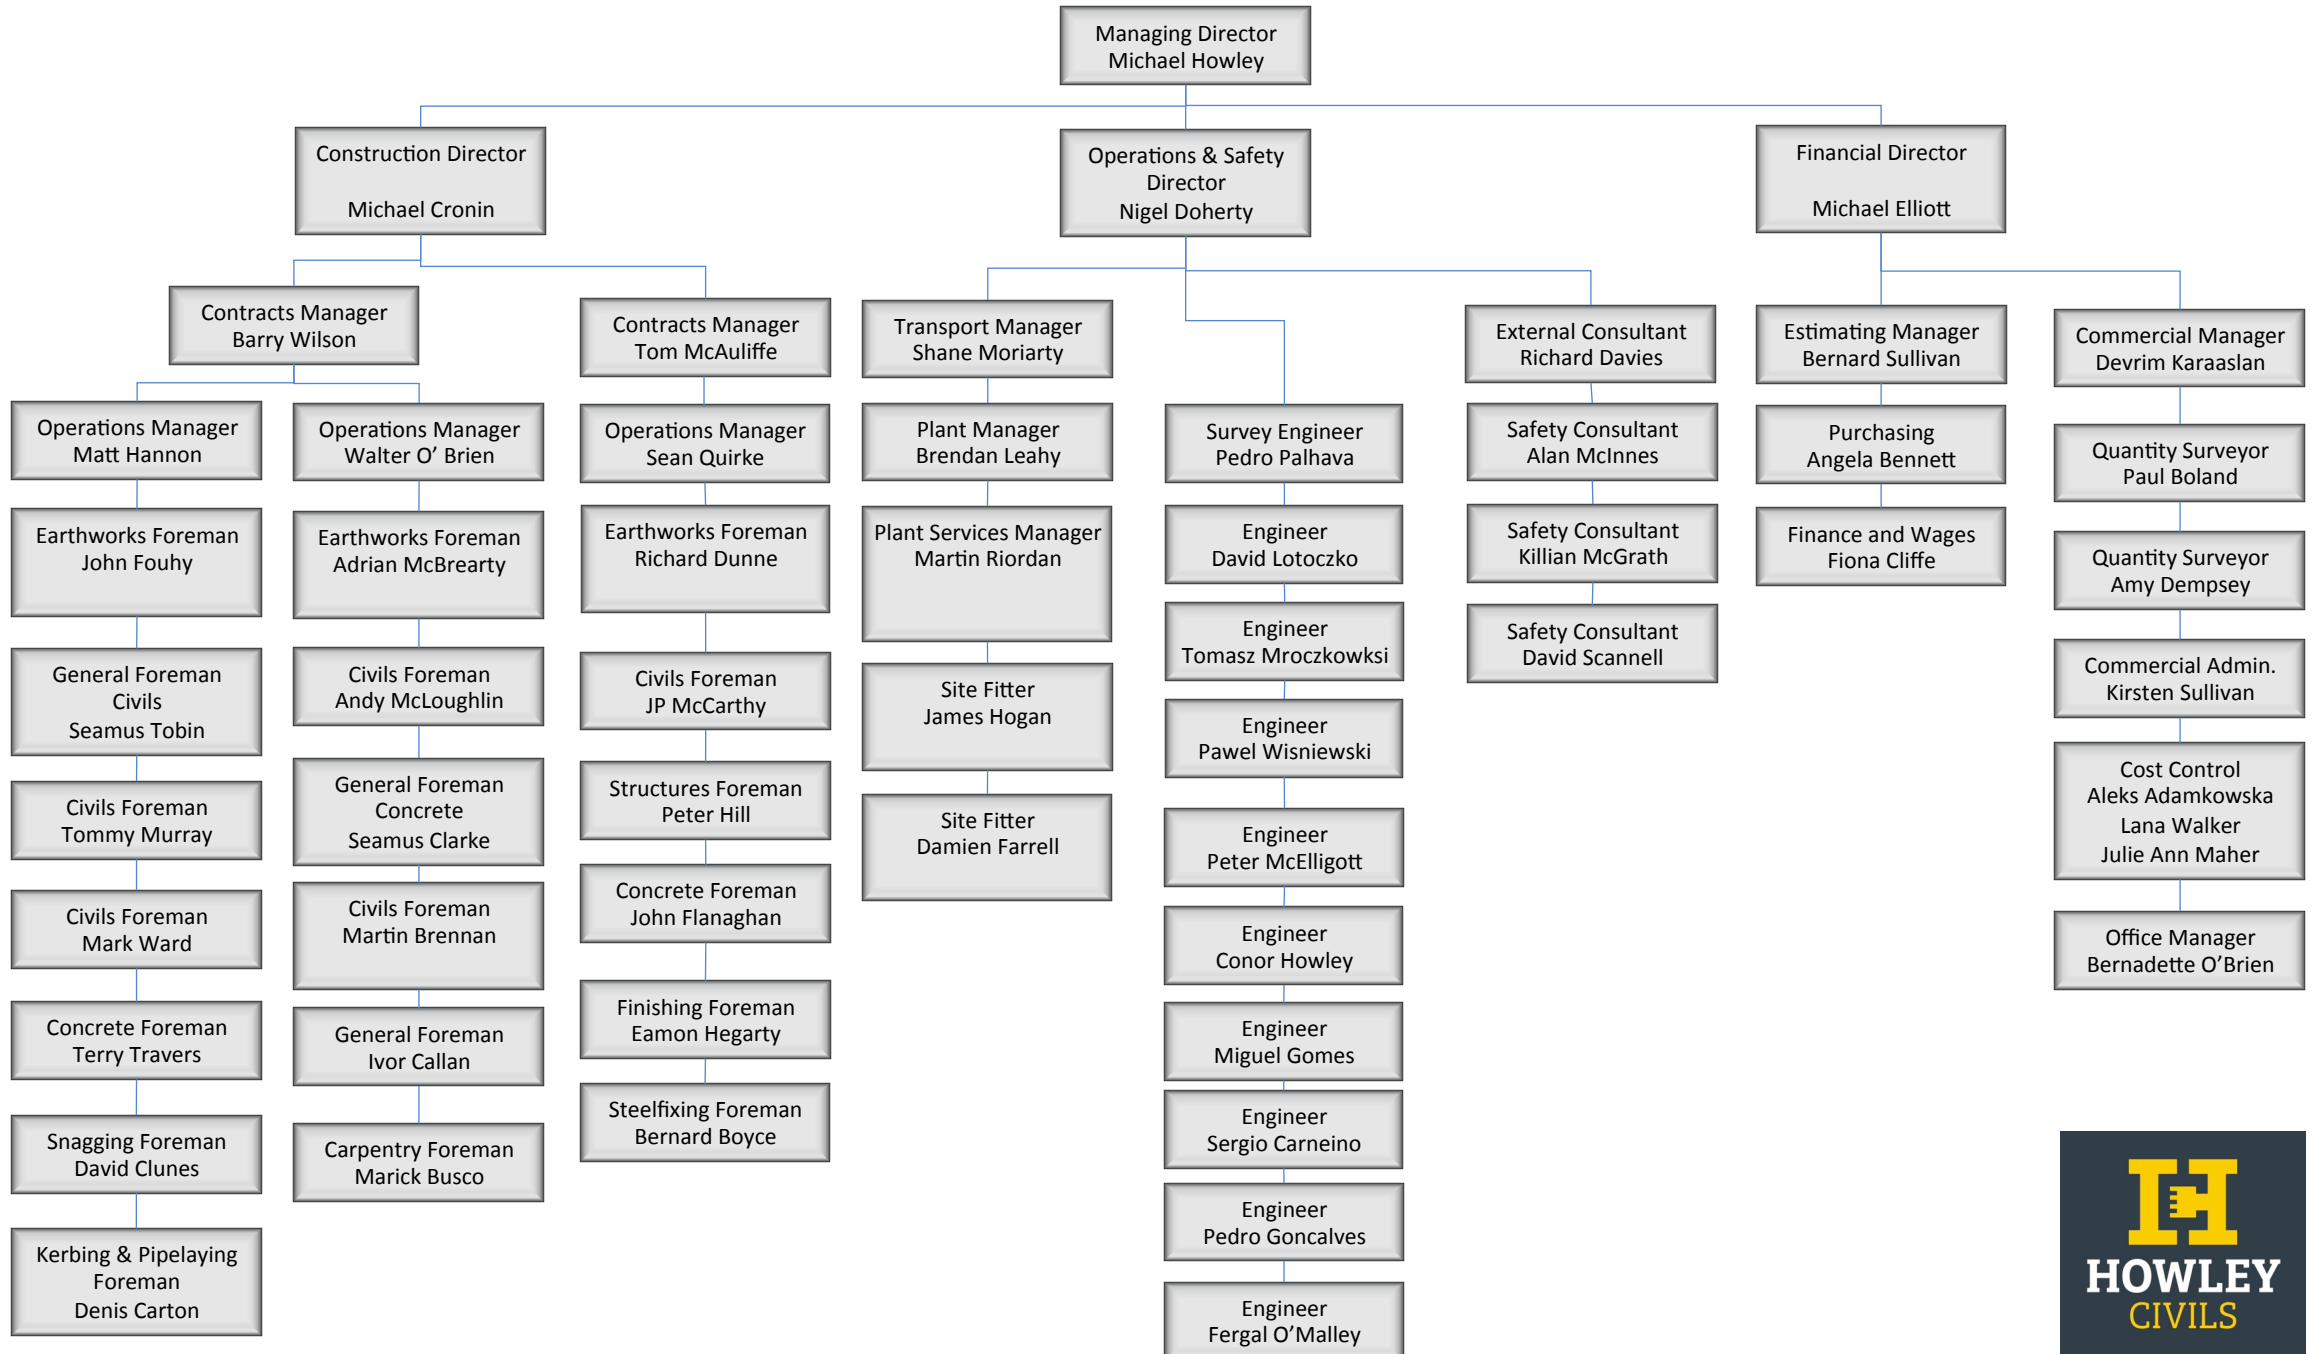 Managing Director
Michael Howley
Construction Director
Michael Cronin
Operations & Safety
Director
Nigel Doherty
Financial Director
Michael Elliott
Contracts Manager
Barry Wilson
Operations Manager
Matt Hannon
Earthworks Foreman
John Fouhy
General Foreman
Civils
Seamus Tobin
Civils Foreman
Tommy Murray
Civils Foreman
Mark Ward
Concrete Foreman
Terry Travers
Snagging Foreman
David Clunes
Kerbing & Pipelaying
Foreman
Denis Carton
Operations Manager
Walter O' Brien
Earthworks Foreman
Adrian McBrearty
Civils Foreman
Andy McLoughlin
General Foreman
Concrete
Seamus Clarke
Civils Foreman
Martin Brennan
General Foreman
Ivor Callan
Carpentry Foreman
Marick Busco
Contracts Manager
Tom McAuliffe
Operations Manager
Sean Quirke
Earthworks Foreman
Richard Dunne
Civils Foreman
JP McCarthy
Structures Foreman
Peter Hill
Concrete Foreman
John Flanaghan
Finishing Foreman
Eamon Hegarty
Steelfixing Foreman
Bernard Boyce
Transport Manager
Shane Moriarty
Plant Manager
Brendan Leahy
Plant Services Manager
Martin Riordan
Site Fitter
James Hogan
Site Fitter
Damien Farrell
Survey Engineer
Pedro Palhava
Engineer
David Lotoczko
Engineer
Tomasz Mroczkowksi
Engineer
Pawel Wisniewski
Engineer
Peter McElligott
Engineer
Conor Howley
Engineer
Miguel Gomes
Engineer
Sergio Carneino
Engineer
Pedro Goncalves
Engineer
Fergal O'Malley
External Consultant
Richard Davies
Safety Consultant
Alan McInnes
Safety Consultant
Killian McGrath
Safety Consultant
David Scannell
Estimating Manager
Bernard Sullivan
Purchasing
Angela Bennett
Finance and Wages
Fiona Cliffe
Commercial Manager
Devrim Karaaslan
Quantity Surveyor
Paul Boland
Quantity Surveyor
Amy Dempsey
Commercial Admin.
Kirsten Sullivan
Cost Control
Aleks Adamkowska
Lana Walker
Julie Ann Maher
Office Manager
Bernadette O'Brien
HOWLEY
CIVILS